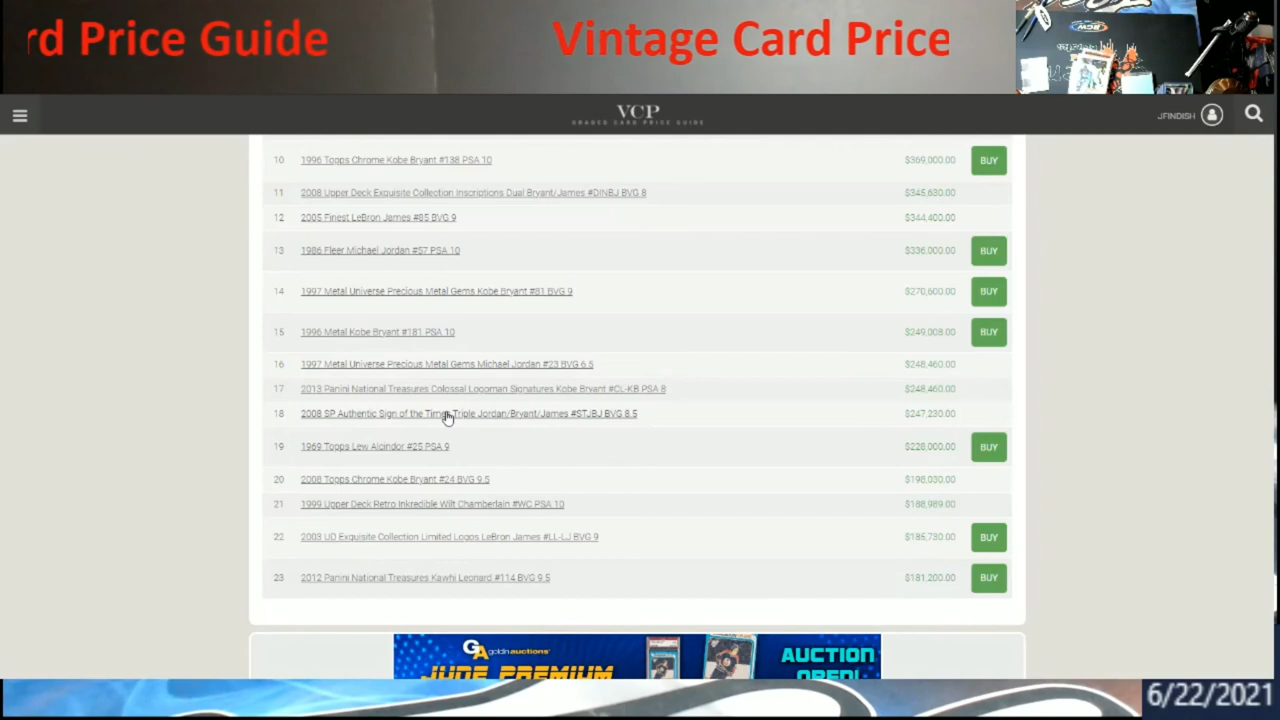 rd Price Guide Vintage Card Price
VCP
GRADED CARD PRICE GUIDE
JFINDISH
10 1996 Topps Chrome Kobe Bryant #138 PSA 10 $369,000.00 BUY
11 2008 Upper Deck Exquisite Collection Inscriptions Dual Bryant/James #DINBJ BVG 8 $345,630.00
12 2005 Finest LeBron James #85 BVG 9 $344,400.00
13 1986 Fleer Michael Jordan #57 PSA 10 $336,000.00 BUY
14 1997 Metal Universe Precious Metal Gems Kobe Bryant #81 BVG 9 $270,600.00 BUY
15 1996 Metal Kobe Bryant #181 PSA 10 $249,008.00 BUY
16 1997 Metal Universe Precious Metal Gems Michael Jordan #23 BVG 6.5 $248,460.00
17 2013 Panini National Treasures Colossal Logoman Signatures Kobe Bryant #CL-KB PSA 8 $248,460.00
18 2008 SP Authentic Sign of the Times Triple Jordan/Bryant/James #STJBJ BVG 8.5 $247,230.00
19 1969 Topps Lew Alcindor #25 PSA 9 $228,000.00 BUY
20 2008 Topps Chrome Kobe Bryant #24 BVG 9.5 $198,030.00
21 1999 Upper Deck Retro Inkredible Wilt Chamberlain #WC PSA 10 $188,989.00
22 2003 UD Exquisite Collection Limited Logos LeBron James #LL-LJ BVG 9 $185,730.00 BUY
23 2012 Panini National Treasures Kawhi Leonard #114 BVG 9.5 $181,200.00 BUY
GA goldinauctions
JUNE PREMIUM
AUCTION
OPEN!
6/22/2021